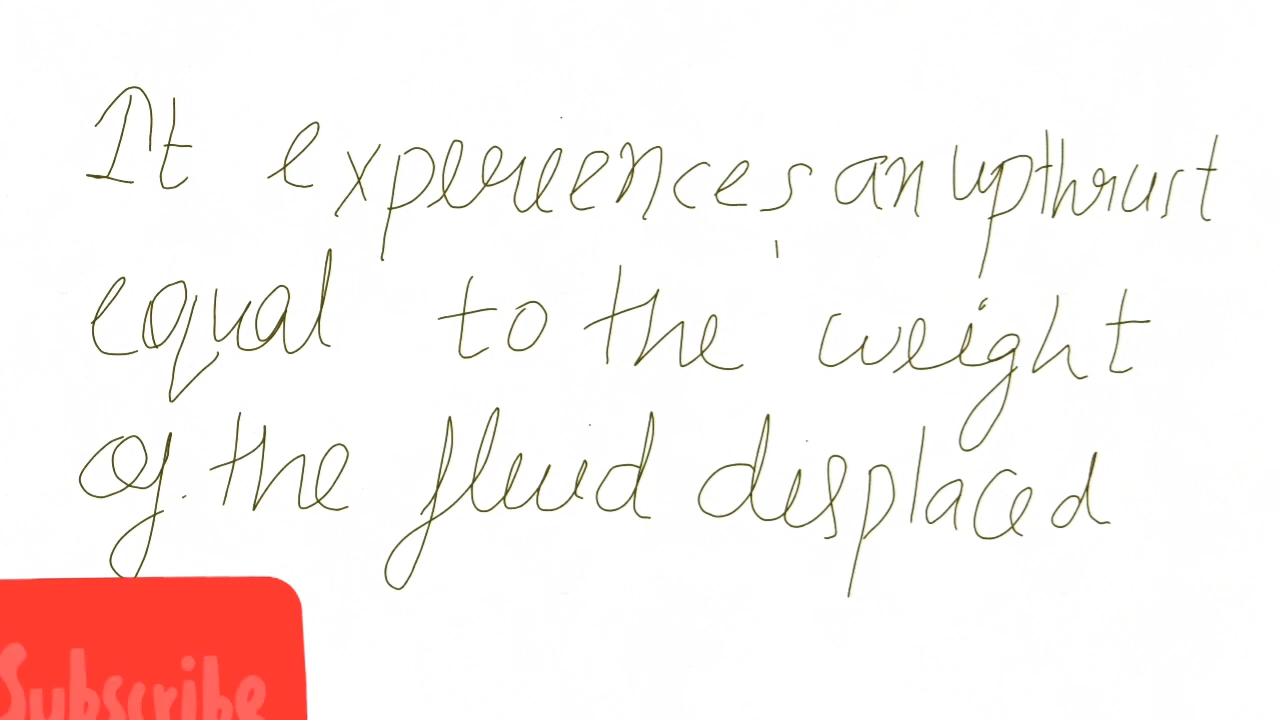 It experiences an upthrust
equal to the weight
of the fluid displaced
Subscribe